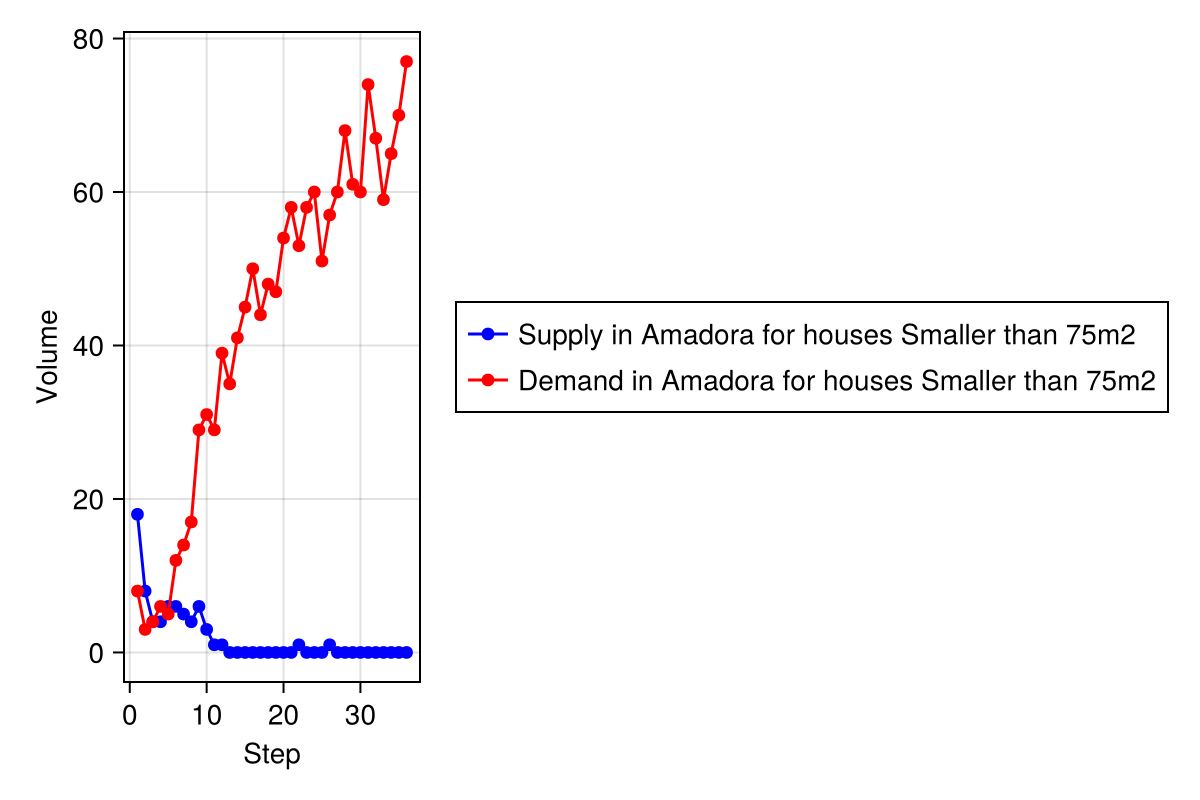 80
60
40
20
0
Volume
0 10 20 30
Step
Supply in Amadora for houses Smaller than 75m2
Demand in Amadora for houses Smaller than 75m2